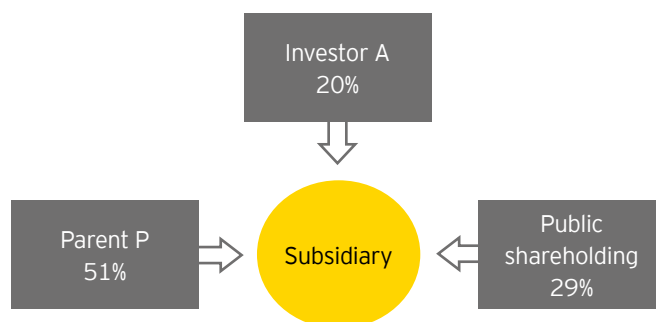 Investor A
20%
Parent P
51%
Subsidiary
Public
shareholding
29%